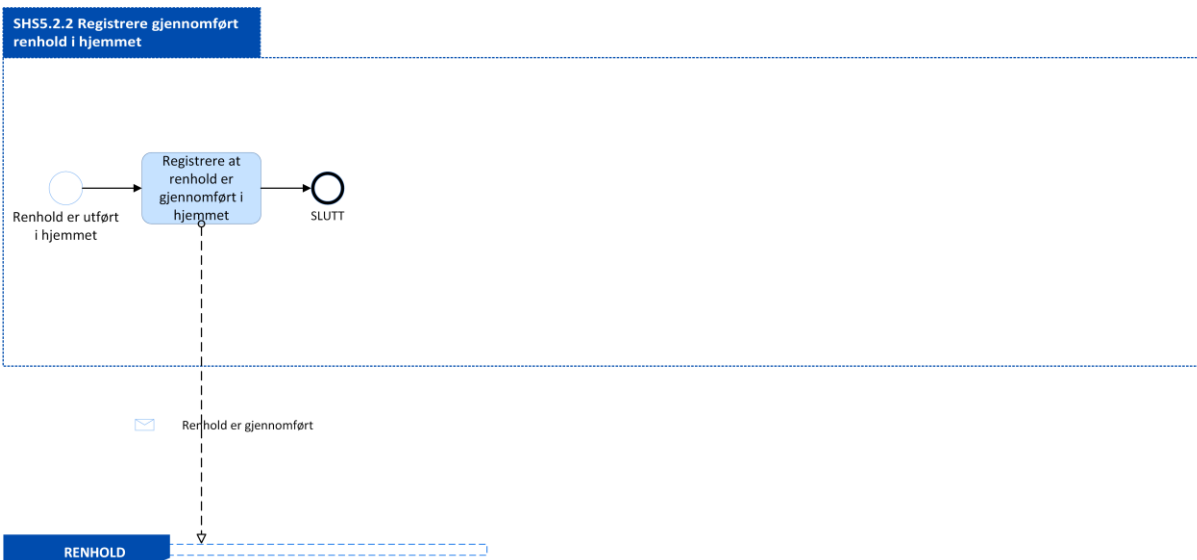 SHS5.2.2 Registrere gjennomført
renhold i hjemmet
Registrere at
renhold er
gjennomført i
hjemmet
Renhold er utført
i hjemmet
SLUTT
Renhold er gjennomført
RENHOLD